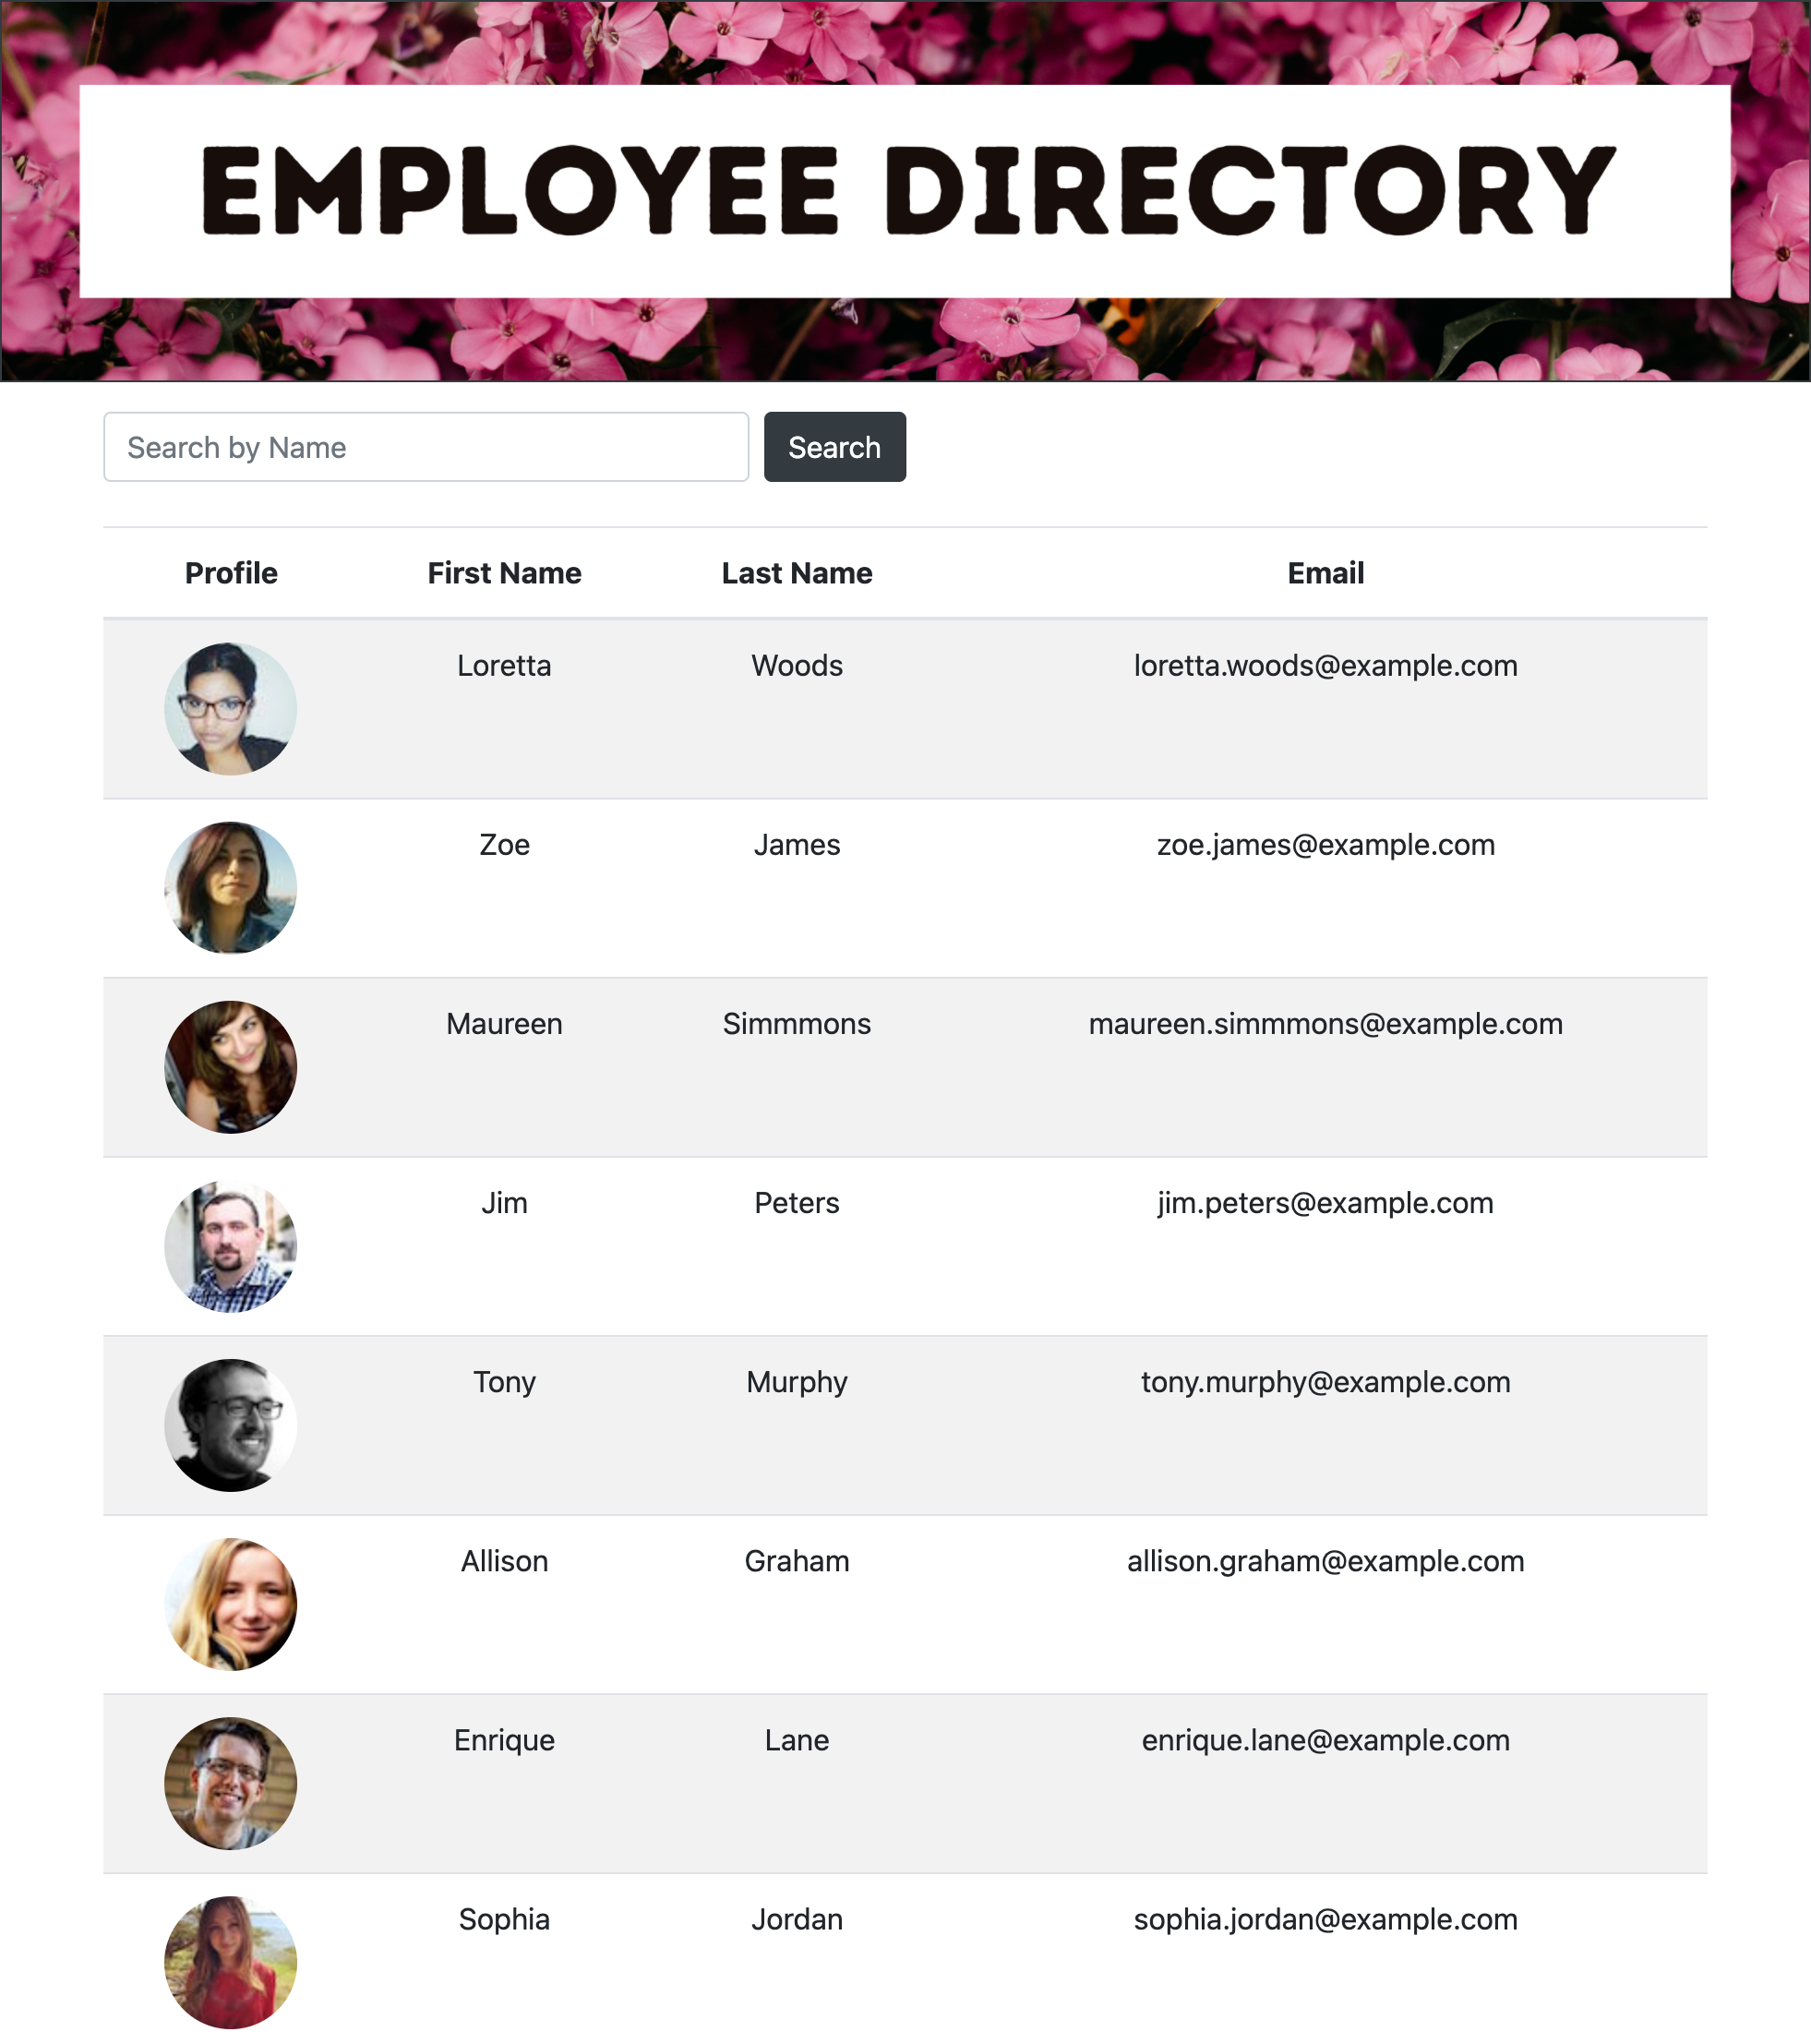 EMPLOYEE DIRECTORY
Search by Name Search
Profile First Name Last Name Email
Loretta Woods loretta.woods@example.com
Zoe James zoe.james@example.com
Maureen Simmmons maureen.simmmons@example.com
Jim Peters jim.peters@example.com
Tony Murphy tony.murphy@example.com
Allison Graham allison.graham@example.com
Enrique Lane enrique.lane@example.com
Sophia Jordan sophia.jordan@example.com